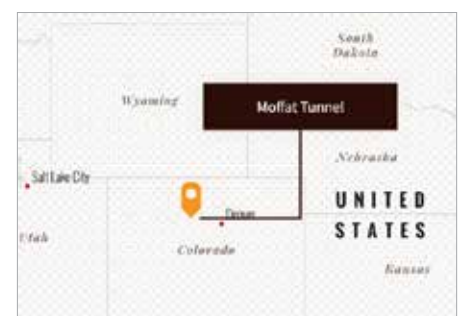 South
Dakota
Wyoming
Moffat Tunnel
Nebraska
Salt Lake City
UNITED
Denver
STATES
Utah
Colorado
Kansas